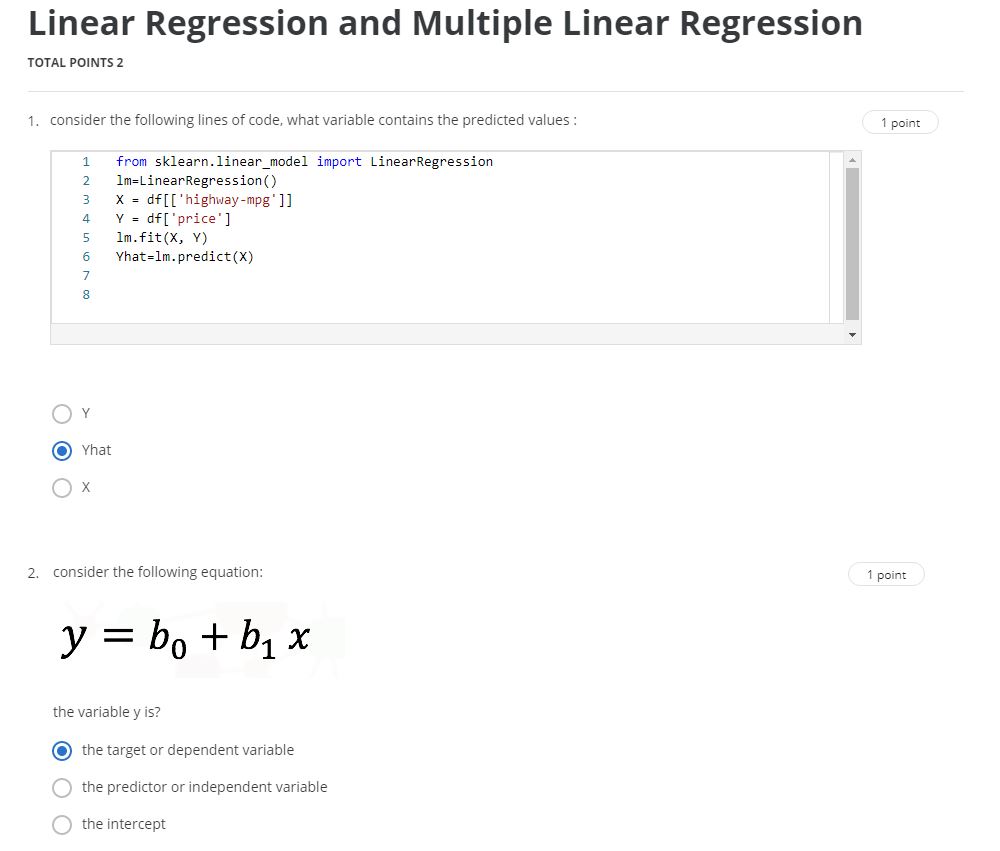 Linear Regression and Multiple Linear Regression
TOTAL POINTS 2
1. consider the following lines of code, what variable contains the predicted values :
1 point
1 from sklearn.linear_model import LinearRegression
2 lm=LinearRegression()
3 X = df[['highway-mpg']]
4 Y = df['price']
5 lm.fit(X, Y)
6 Yhat=lm.predict(X)
7
8
Y
Yhat
X
2. consider the following equation:
1 point
y = b₀ + b₁ x
the variable y is?
the target or dependent variable
the predictor or independent variable
the intercept